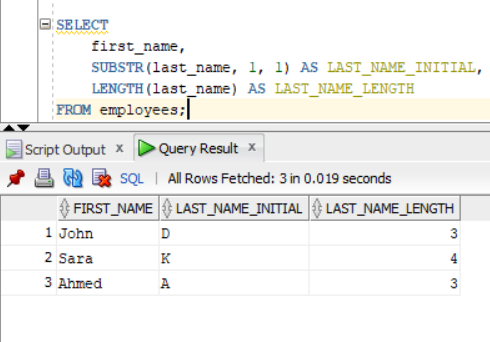 SELECT
first_name,
SUBSTR(last_name, 1, 1) AS LAST_NAME_INITIAL,
LENGTH(last_name) AS LAST_NAME_LENGTH
FROM employees;
Script Output x Query Result x
SQL | All Rows Fetched: 3 in 0.019 seconds
FIRST_NAME LAST_NAME_INITIAL LAST_NAME_LENGTH
1 John D 3
2 Sara K 4
3 Ahmed A 3